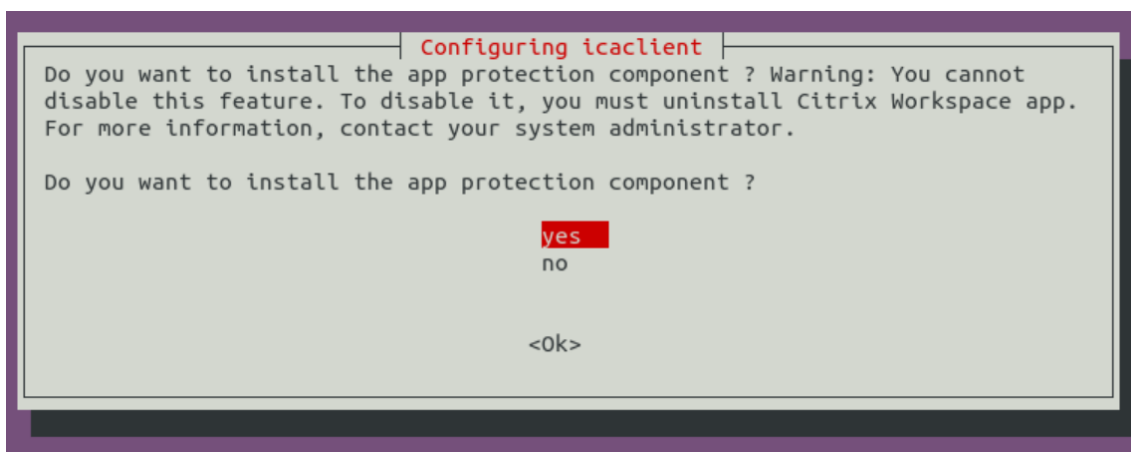 Configuring icaclient
Do you want to install the app protection component ? Warning: You cannot
disable this feature. To disable it, you must uninstall Citrix Workspace app.
For more information, contact your system administrator.
Do you want to install the app protection component ?
yes
no
<Ok>